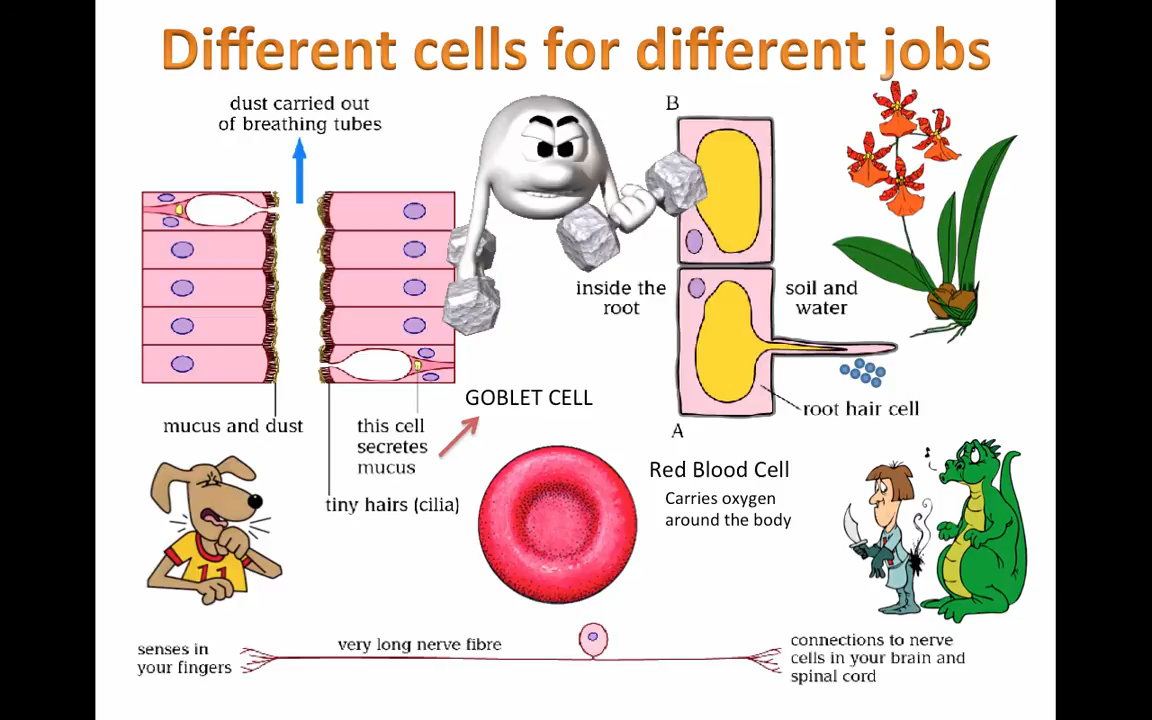 Different cells for different jobs
dust carried out
of breathing tubes
B
inside the
root
soil and
water
root hair cell
A
GOBLET CELL
mucus and dust
this cell
secretes
mucus
tiny hairs (cilia)
Red Blood Cell
Carries oxygen
around the body
11
senses in
your fingers
very long nerve fibre
connections to nerve
cells in your brain and
spinal cord